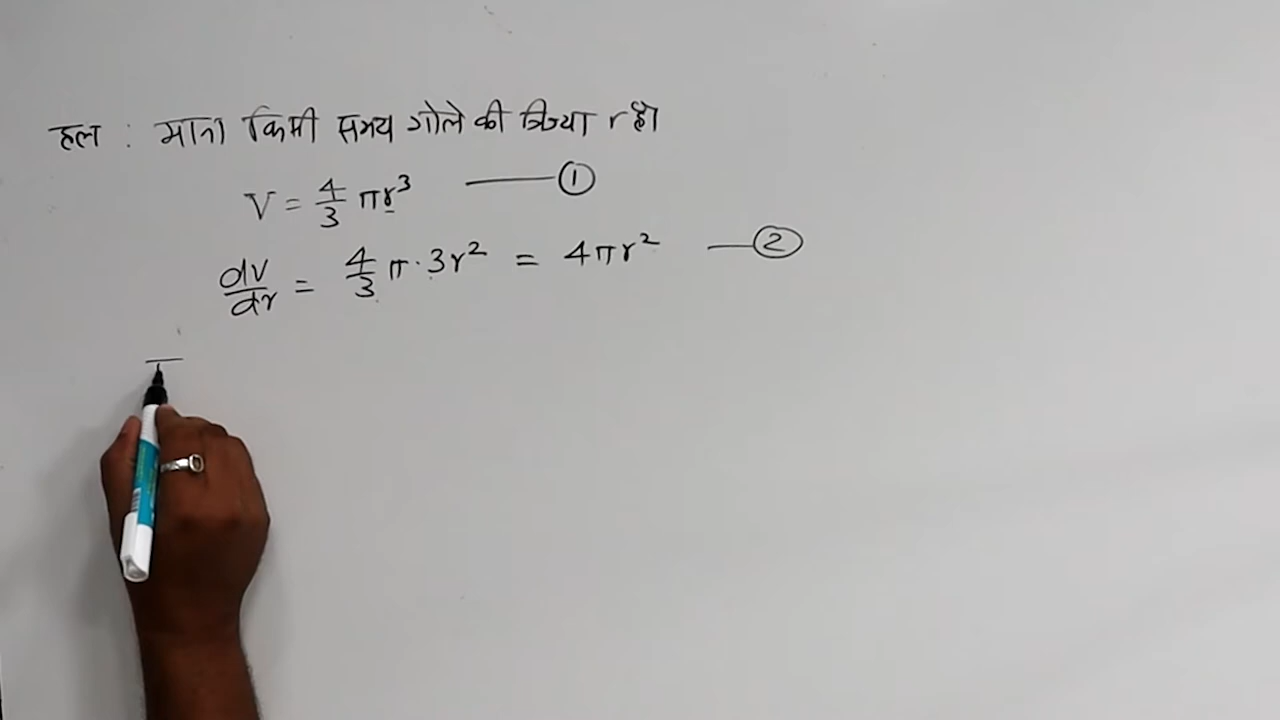 हल : माना किसी समय गोले की त्रिज्या r हो
V = 4/3 πr³ —— ①
dv/dr = 4/3 π · 3r² = 4πr² —— ②